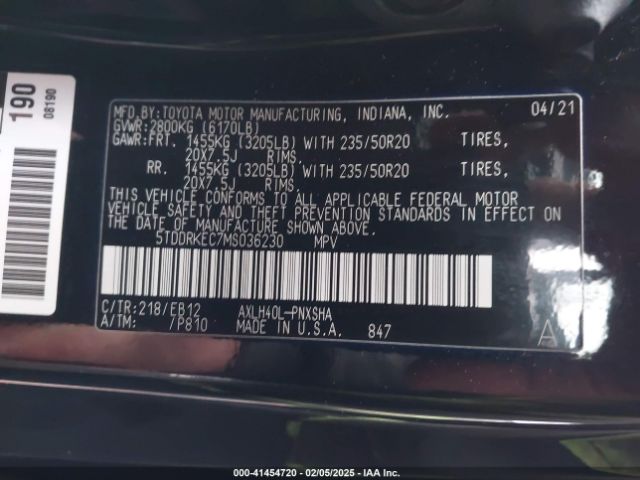 190
08190
MFD.BY:TOYOTA MOTOR MANUFACTURING, INDIANA, INC. 04/21
GVWR:2800KG (6170LB)
GAWR:FRT. 1455KG (3205LB) WITH 235/50R20 TIRES,
20X7.5J RIMS,
RR. 1455KG (3205LB) WITH 235/50R20 TIRES,
20X7.5J RIMS,
THIS VEHICLE CONFORMS TO ALL APPLICABLE FEDERAL MOTOR
VEHICLE SAFETY AND THEFT PREVENTION STANDARDS IN EFFECT ON
THE DATE OF MANUFACTURE SHOWN ABOVE.
5TDDRKEC7MS036230 MPV
C/TR:218/EB12 AXLH40L-PNXSHA
A/TM: /P810 MADE IN U.S.A. 847
A
000-41454720 - 02/05/2025 - IAA Inc.